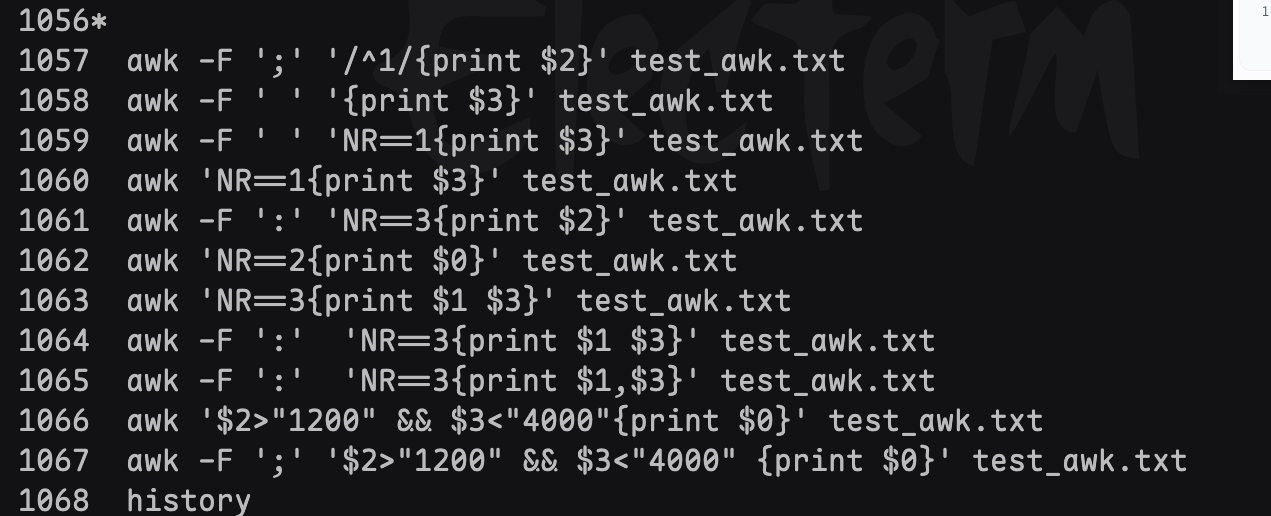 1056*
1057  awk -F ';' '/^1/{print $2}' test_awk.txt
1058  awk -F ' ' '{print $3}' test_awk.txt
1059  awk -F ' ' 'NR==1{print $3}' test_awk.txt
1060  awk 'NR==1{print $3}' test_awk.txt
1061  awk -F ':' 'NR==3{print $2}' test_awk.txt
1062  awk 'NR==2{print $0}' test_awk.txt
1063  awk 'NR==3{print $1 $3}' test_awk.txt
1064  awk -F ':'  'NR==3{print $1 $3}' test_awk.txt
1065  awk -F ':'  'NR==3{print $1,$3}' test_awk.txt
1066  awk '$2>"1200" && $3<"4000"{print $0}' test_awk.txt
1067  awk -F ';' '$2>"1200" && $3<"4000" {print $0}' test_awk.txt
1068  history
Electerm
1